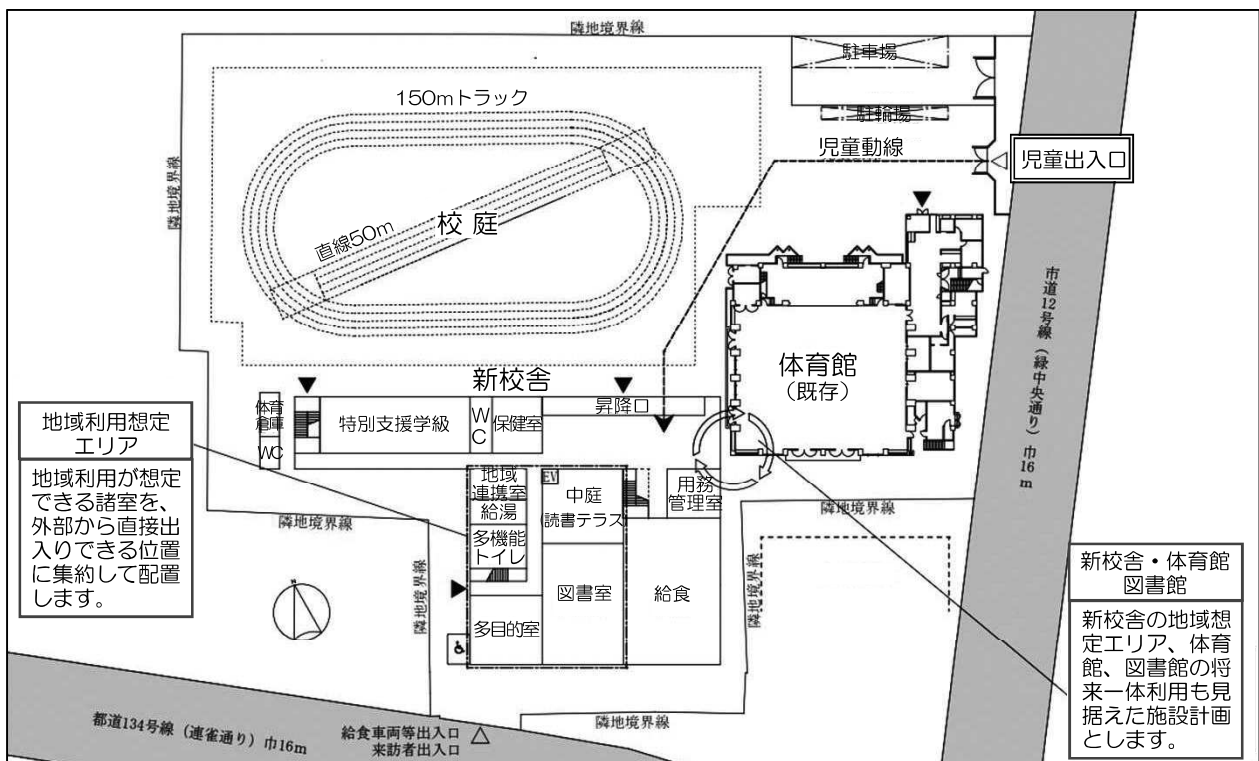 隣地境界線
駐車場
150mトラック
駐輪場
児童動線
児童出入口
隣地境界線
直線50m
校庭
市道12号線（緑中央通り）巾16m
体育館
（既存）
新校舎
体育
倉庫
WC
特別支援学級
WC
保健室
昇降口
地域利用想定
エリア
地域利用が想定
できる諸室を、
外部から直接出
入りできる位置
に集約して配置
します。
地域
連携室
給湯
多機能
トイレ
EV
中庭
(読書テラス)
用務
管理室
隣地境界線
隣地境界線
図書室
給食
多目的室
隣地境界線
隣地境界線
N
新校舎・体育館
図書館
新校舎の地域想
定エリア、体育
館、図書館の将
来一体利用も見
据えた施設計画
とします。
隣地境界線
都道134号線（連雀通り）巾16m
給食車両等出入口
来訪者出入口